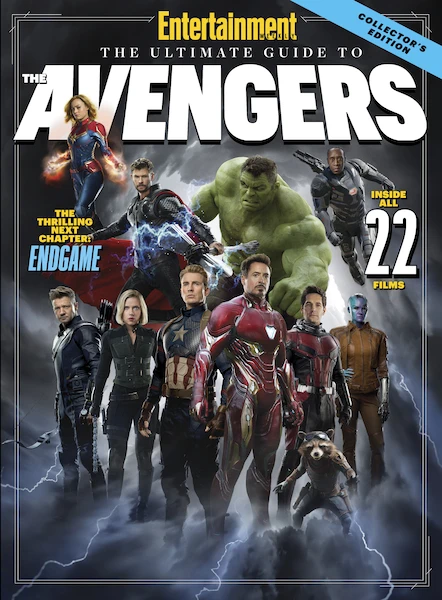 Entertainment
COLLECTOR'S
EDITION
THE ULTIMATE GUIDE TO
THE
AVENGERS
THE
THRILLING
NEXT
CHAPTER:
ENDGAME
INSIDE
ALL
22
FILMS